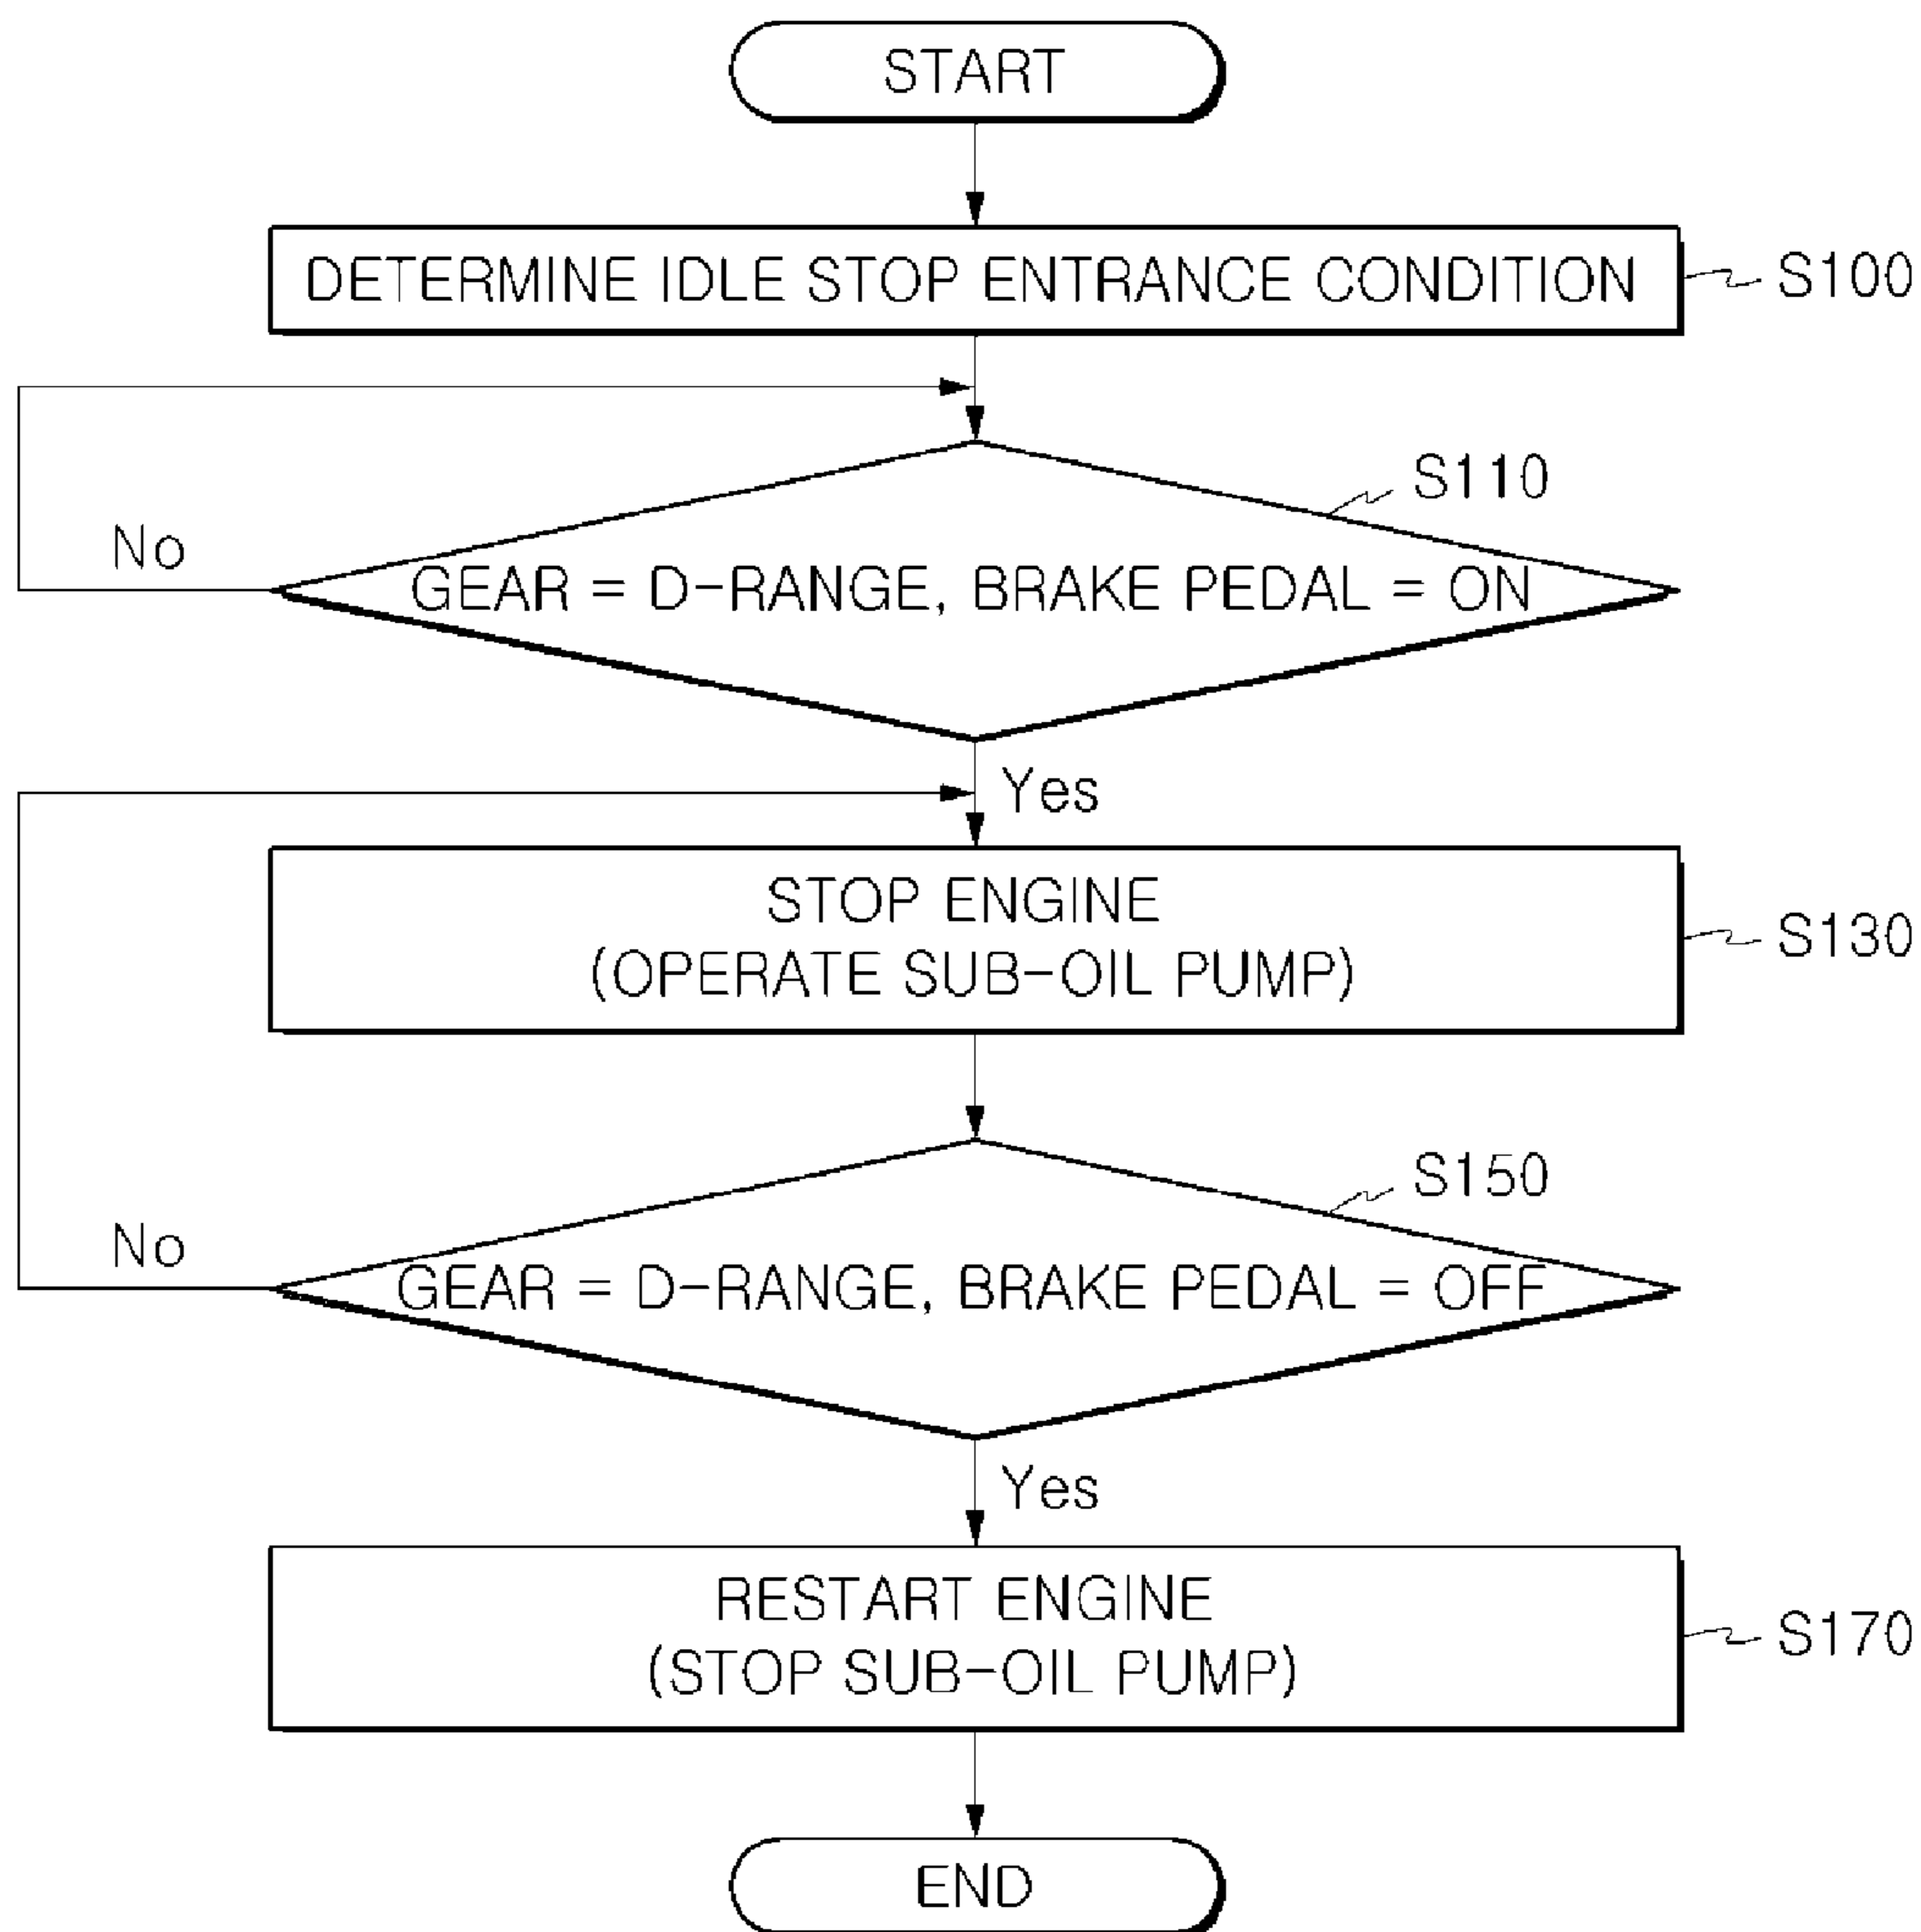 START
DETERMINE IDLE STOP ENTRANCE CONDITION
S100
S110
No
GEAR = D-RANGE, BRAKE PEDAL = ON
Yes
STOP ENGINE
(OPERATE SUB-OIL PUMP)
S130
S150
No
GEAR = D-RANGE, BRAKE PEDAL = OFF
Yes
RESTART ENGINE
(STOP SUB-OIL PUMP)
S170
END